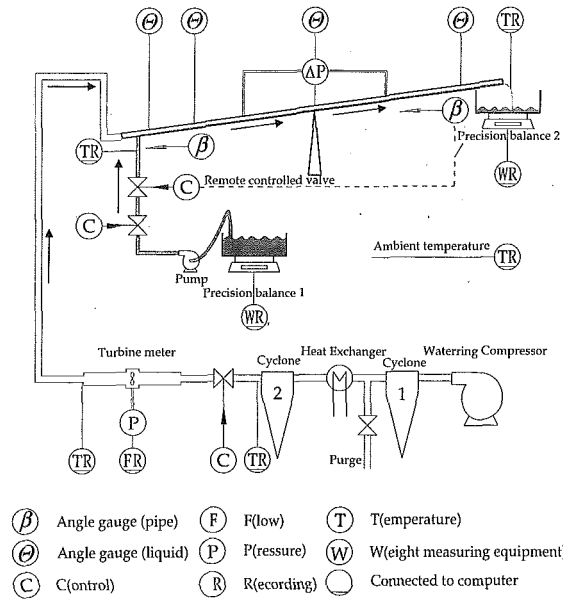 Θ Θ Θ Θ TR
ΔP
β
TR β Precision balance 2
C Remote controlled valve WR
C
Ambient temperature TR
Pump
Precision balance 1
WR
Turbine meter Cyclone Heat Exchanger Cyclone Waterring Compressor
2 M 1
P
TR FR C TR Purge
β Angle gauge (pipe) F F(low) T T(emperature)
Θ Angle gauge (liquid) P P(ressure) W W(eight measuring equipment)
C C(ontrol) R R(ecording) Connected to computer